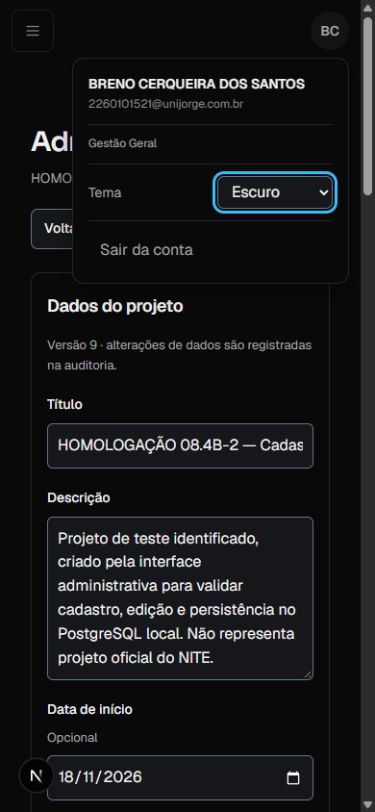 BC
BRENO CERQUEIRA DOS SANTOS
2260101521@unijorge.com.br
Gestão Geral
Tema
Escuro
Sair da conta
Adr
HOMO
Volta
Dados do projeto
Versão 9 · alterações de dados são registradas
na auditoria.
Título
HOMOLOGAÇÃO 08.4B-2 — Cadas
Descrição
Projeto de teste identificado,
criado pela interface
administrativa para validar
cadastro, edição e persistência no
PostgreSQL local. Não representa
projeto oficial do NITE.
Data de início
Opcional
N
18/11/2026